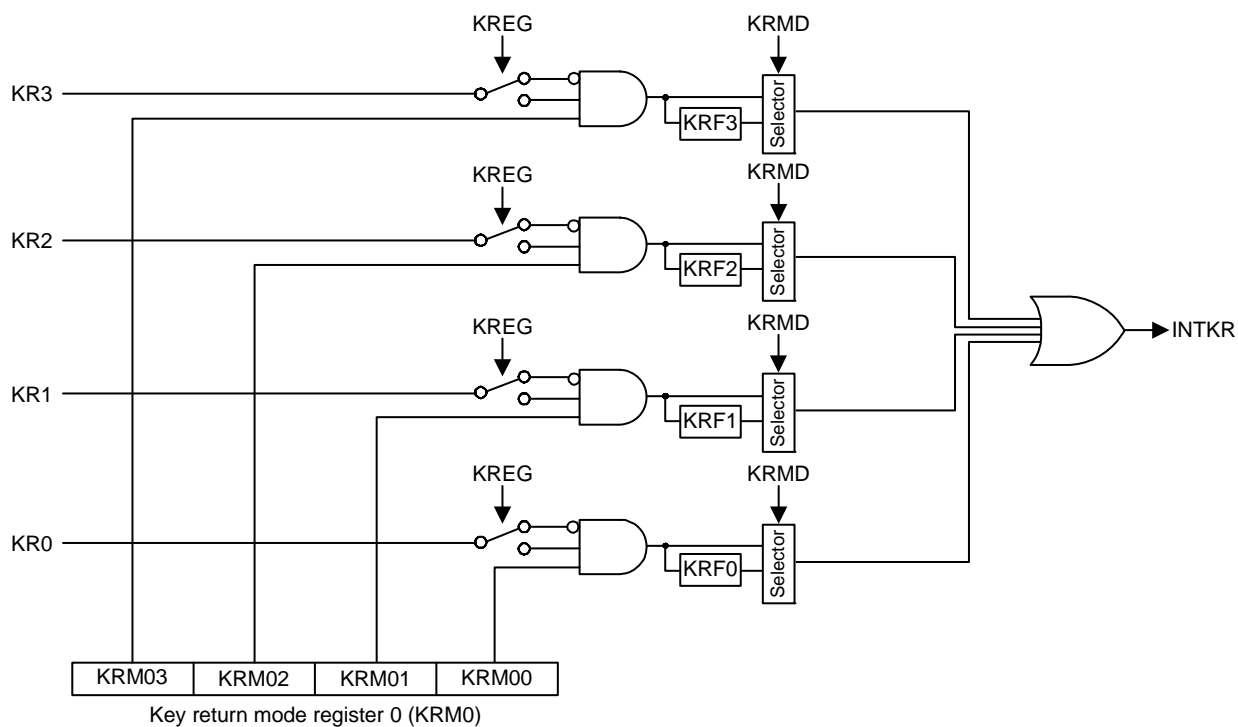 KREG KRMD
KR3
KRF3
Selector
KREG KRMD
KR2
KRF2
Selector
INTKR
KREG KRMD
KR1
KRF1
Selector
KREG KRMD
KR0
KRF0
Selector
KRM03 KRM02 KRM01 KRM00
Key return mode register 0 (KRM0)